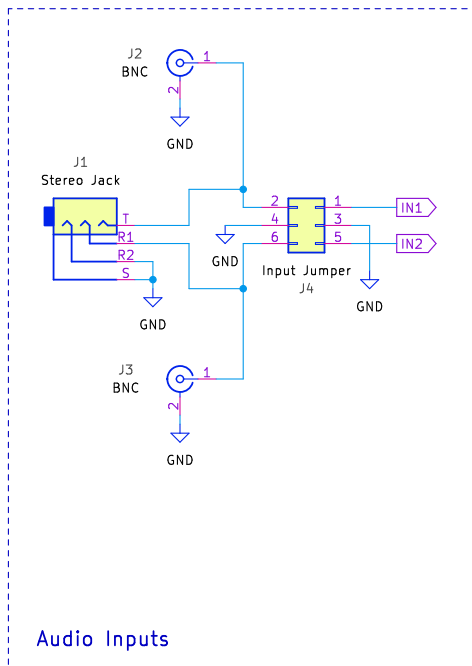 J2
BNC
1
2
GND
J1
Stereo Jack
T
R1
R2
S
GND
2
4
6
1
3
5
IN1
IN2
GND
Input Jumper
J4
GND
J3
BNC
1
2
GND
Audio Inputs